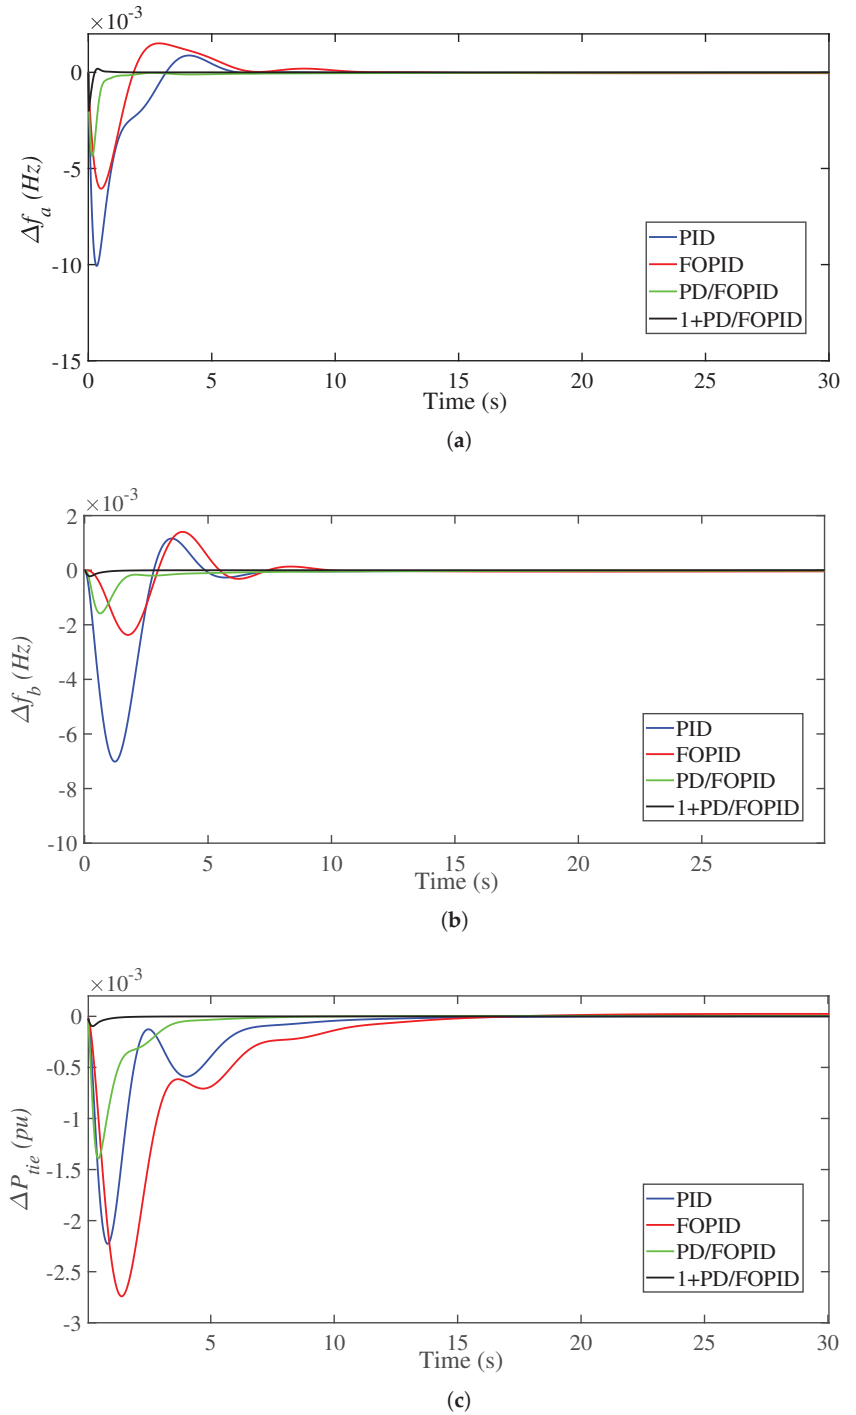 ×10⁻³
0
-5
-10
-15
Δfₐ (Hz)
PID
FOPID
PD/FOPID
1+PD/FOPID
0 5 10 15 20 25 30
Time (s)
(a)
×10⁻³
2
0
-2
-4
-6
-8
-10
Δf_b (Hz)
PID
FOPID
PD/FOPID
1+PD/FOPID
0 5 10 15 20 25
Time (s)
(b)
×10⁻³
0
-0.5
-1
-1.5
-2
-2.5
-3
ΔP_tie (pu)
PID
FOPID
PD/FOPID
1+PD/FOPID
5 10 15 20 25 30
Time (s)
(c)